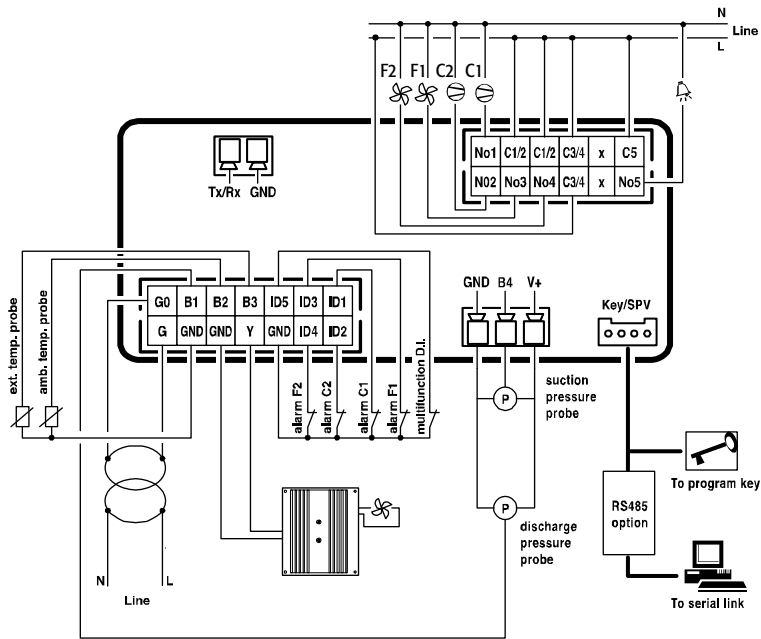 N
Line
L
F2 F1 C2 C1
No1 C1/2 C1/2 C3/4 x C5
N02 No3 No4 C3/4 x No5
Tx/Rx GND
GND B4 V+
Key/SPV
G0 B1 B2 B3 ID5 ID3 ID1
G GND GND Y GND ID4 ID2
ext. temp. probe
amb. temp. probe
alarm F2
alarm C2
alarm C1
alarm F1
multifunction D.I.
P
suction
pressure
probe
P
discharge
pressure
probe
To program key
RS485
option
To serial link
N L
Line